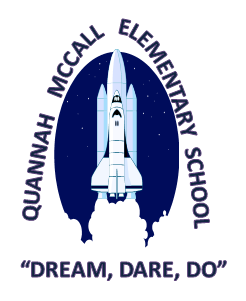 QUANNAH MCCALL ELEMENTARY SCHOOL
“DREAM, DARE, DO”